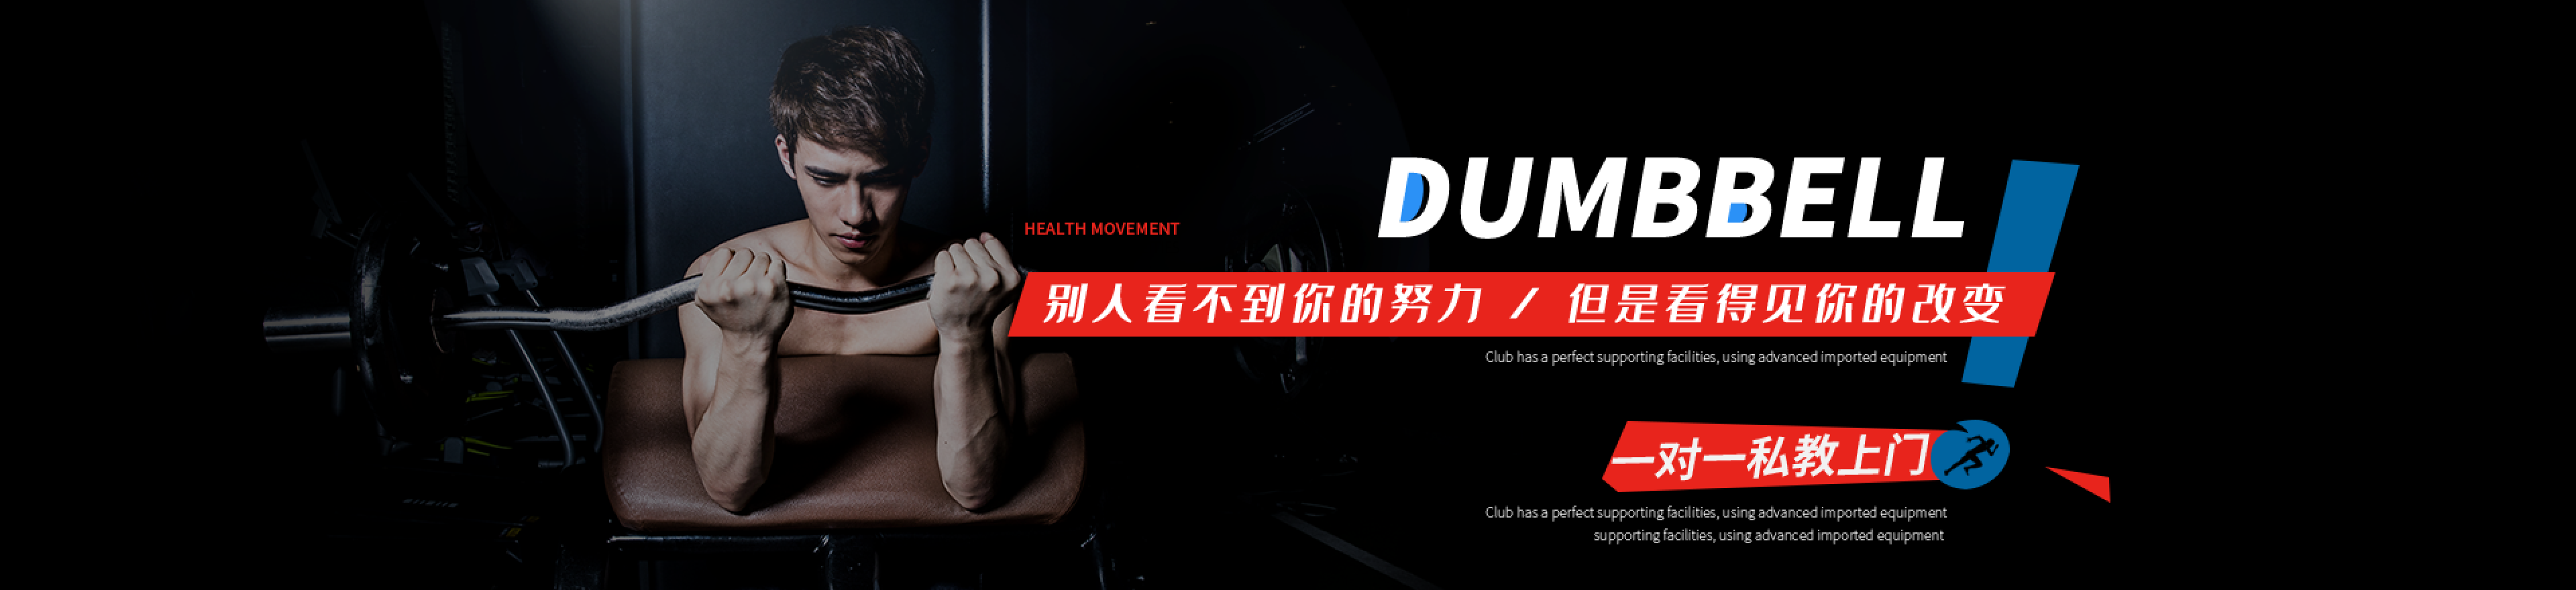 DUMBBELL
HEALTH MOVEMENT
别人看不到你的努力 / 但是看得见你的改变
Club has a perfect supporting facilities, using advanced imported equipment
一对一私教上门
Club has a perfect supporting facilities, using advanced imported equipment
supporting facilities, using advanced imported equipment